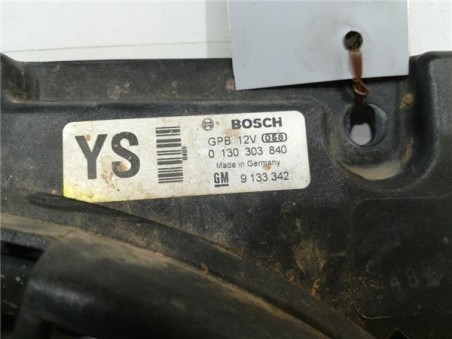 YS
BOSCH
GPB 12V 058
0 130 303 840
Made in Germany
GM 9 133 342